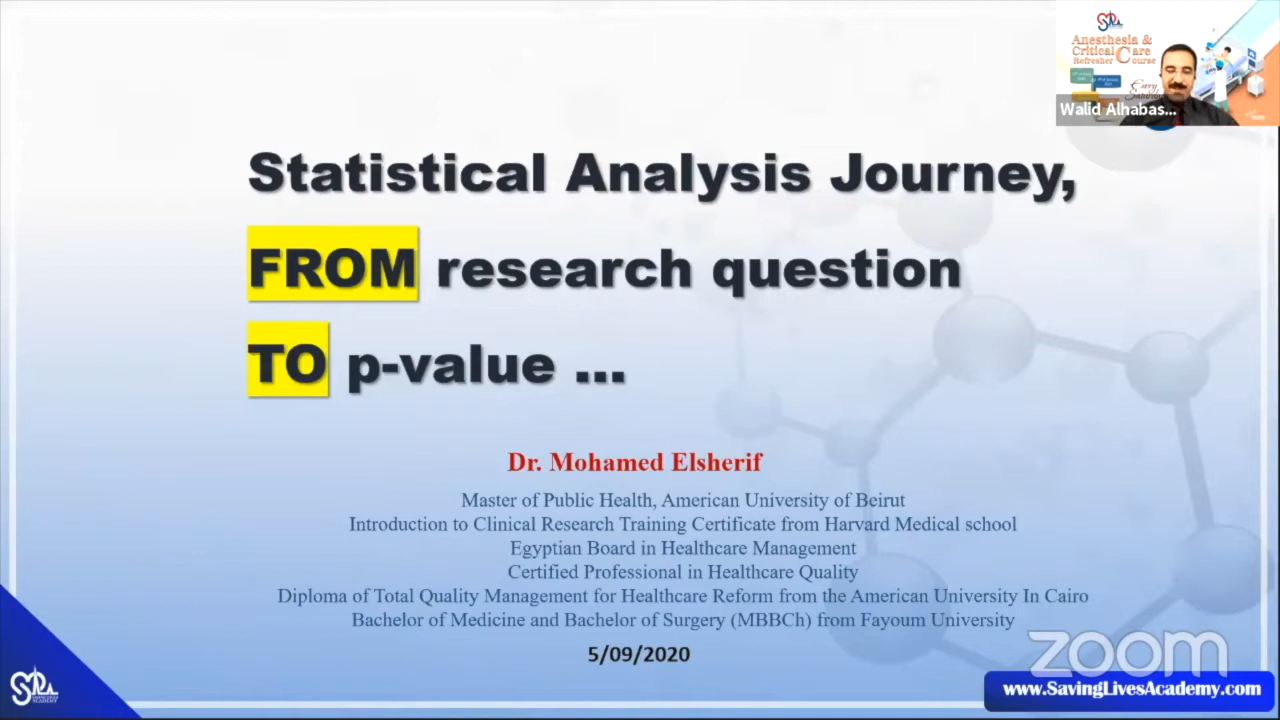 Anesthesia &
Critical Care
Refresher Course
Every
Walid Alhabas...
Statistical Analysis Journey,
FROM research question
TO p-value ...
Dr. Mohamed Elsherif
Master of Public Health, American University of Beirut
Introduction to Clinical Research Training Certificate from Harvard Medical school
Egyptian Board in Healthcare Management
Certified Professional in Healthcare Quality
Diploma of Total Quality Management for Healthcare Reform from the American University In Cairo
Bachelor of Medicine and Bachelor of Surgery (MBBCh) from Fayoum University
5/09/2020
zoom
www.SavingLivesAcademy.com